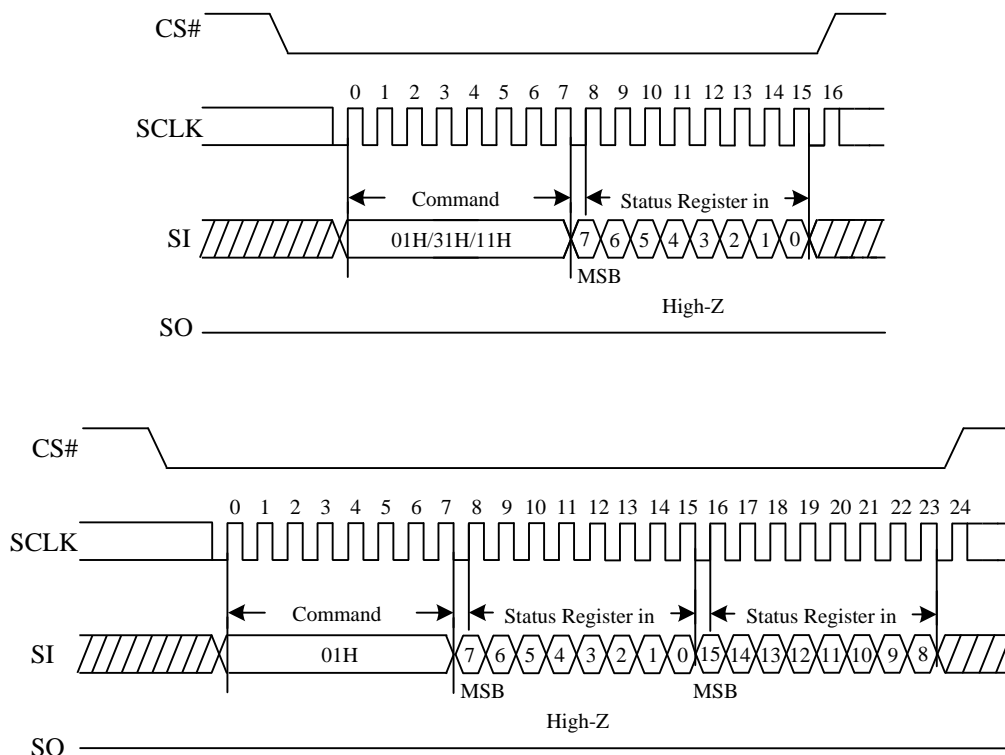 CS#
0 1 2 3 4 5 6 7 8 9 10 11 12 13 14 15 16
SCLK
Command Status Register in
SI 01H/31H/11H 7 6 5 4 3 2 1 0
MSB
High-Z
SO
CS#
0 1 2 3 4 5 6 7 8 9 10 11 12 13 14 15 16 17 18 19 20 21 22 23 24
SCLK
Command Status Register in Status Register in
SI 01H 7 6 5 4 3 2 1 0 15 14 13 12 11 10 9 8
MSB MSB
High-Z
SO